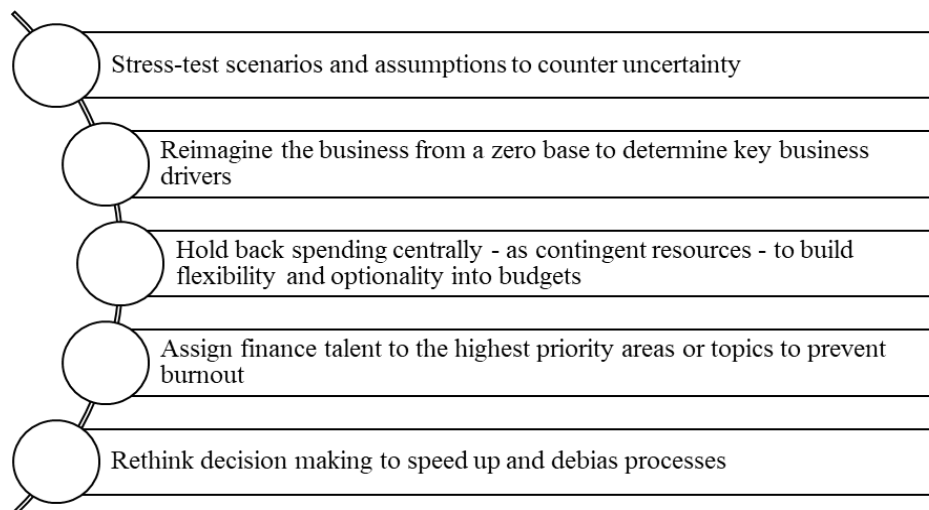 Stress-test scenarios and assumptions to counter uncertainty
Reimagine the business from a zero base to determine key business
drivers
Hold back spending centrally - as contingent resources - to build
flexibility and optionality into budgets
Assign finance talent to the highest priority areas or topics to prevent
burnout
Rethink decision making to speed up and debias processes